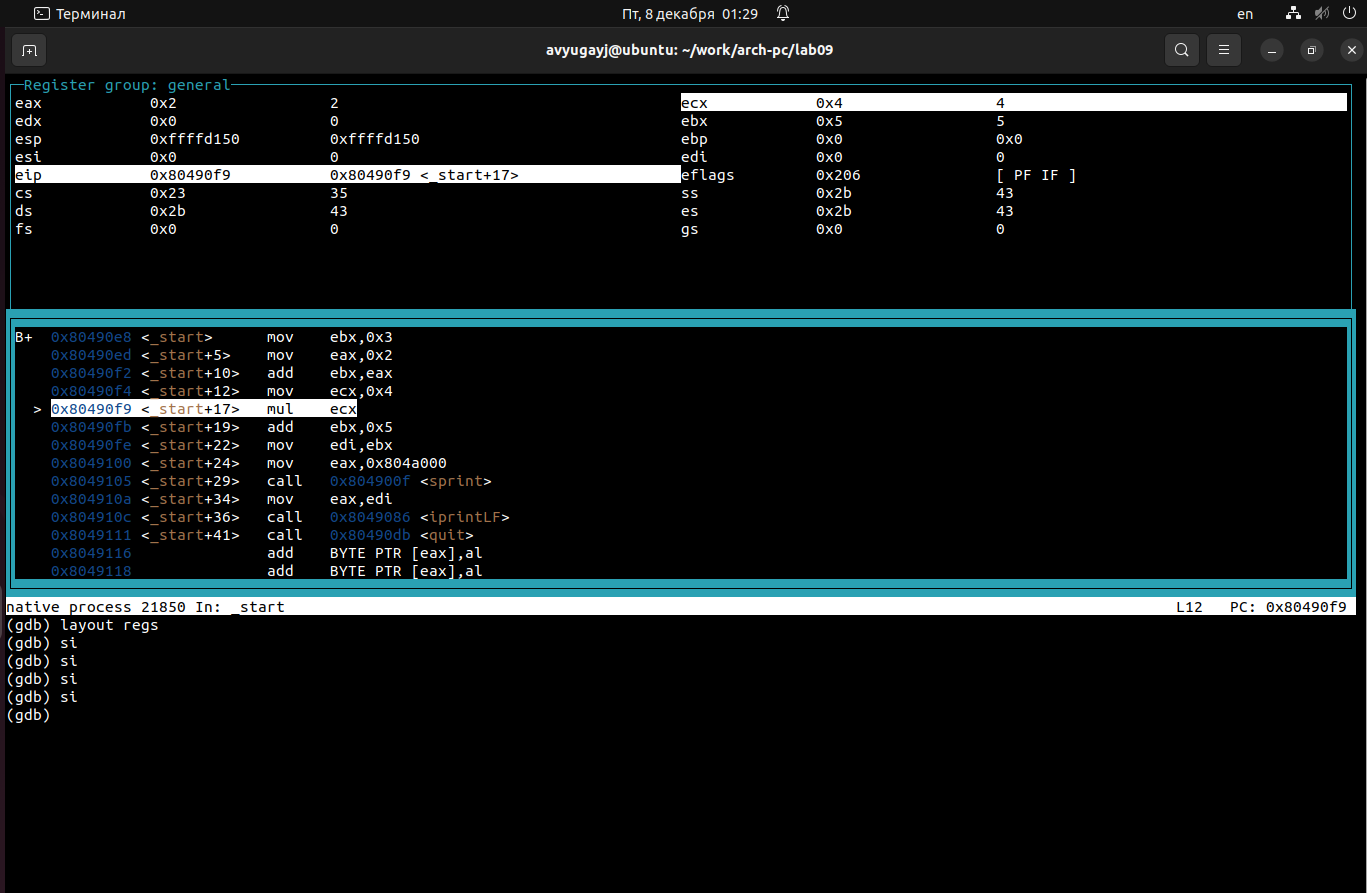 Терминал Пт, 8 декабря 01:29 en
avyugayj@ubuntu: ~/work/arch-pc/lab09
Register group: general
eax 0x2 2 ecx 0x4 4
edx 0x0 0 ebx 0x5 5
esp 0xffffd150 0xffffd150 ebp 0x0 0x0
esi 0x0 0 edi 0x0 0
eip 0x80490f9 0x80490f9 <_start+17> eflags 0x206 [ PF IF ]
cs 0x23 35 ss 0x2b 43
ds 0x2b 43 es 0x2b 43
fs 0x0 0 gs 0x0 0
B+ 0x80490e8 <_start> mov ebx,0x3
0x80490ed <_start+5> mov eax,0x2
0x80490f2 <_start+10> add ebx,eax
0x80490f4 <_start+12> mov ecx,0x4
> 0x80490f9 <_start+17> mul ecx
0x80490fb <_start+19> add ebx,0x5
0x80490fe <_start+22> mov edi,ebx
0x8049100 <_start+24> mov eax,0x804a000
0x8049105 <_start+29> call 0x804900f <sprint>
0x804910a <_start+34> mov eax,edi
0x804910c <_start+36> call 0x8049086 <iprintLF>
0x8049111 <_start+41> call 0x80490db <quit>
0x8049116 add BYTE PTR [eax],al
0x8049118 add BYTE PTR [eax],al
native process 21850 In: _start L12 PC: 0x80490f9
(gdb) layout regs
(gdb) si
(gdb) si
(gdb) si
(gdb) si
(gdb)